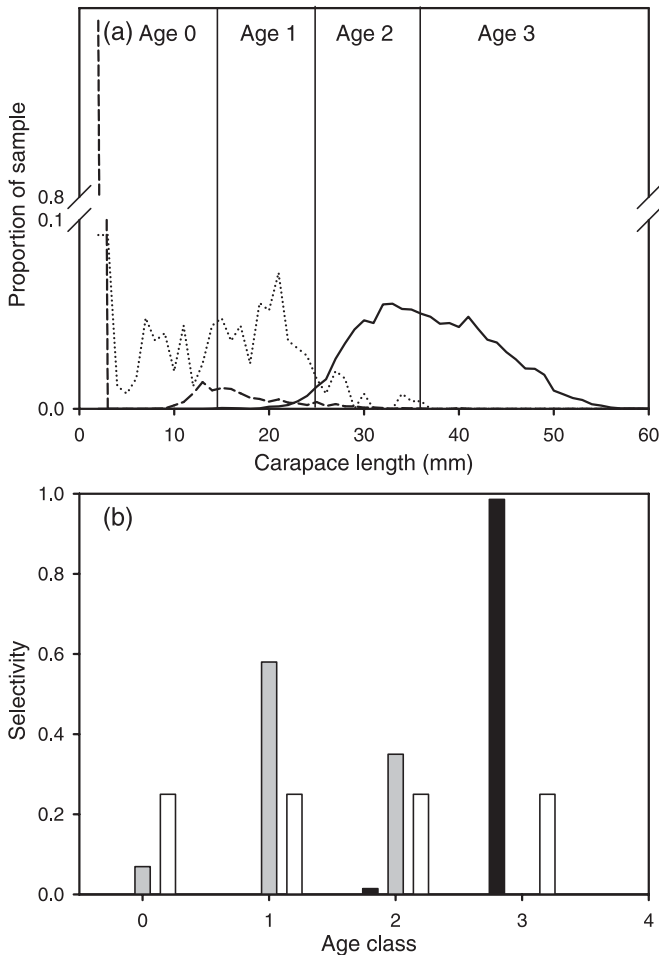 (a) Age 0 Age 1 Age 2 Age 3
Proportion of sample
0.8
0.1
0.0
0 10 20 30 40 50 60
Carapace length (mm)
(b)
Selectivity
1.0
0.8
0.6
0.4
0.2
0.0
0 1 2 3 4
Age class